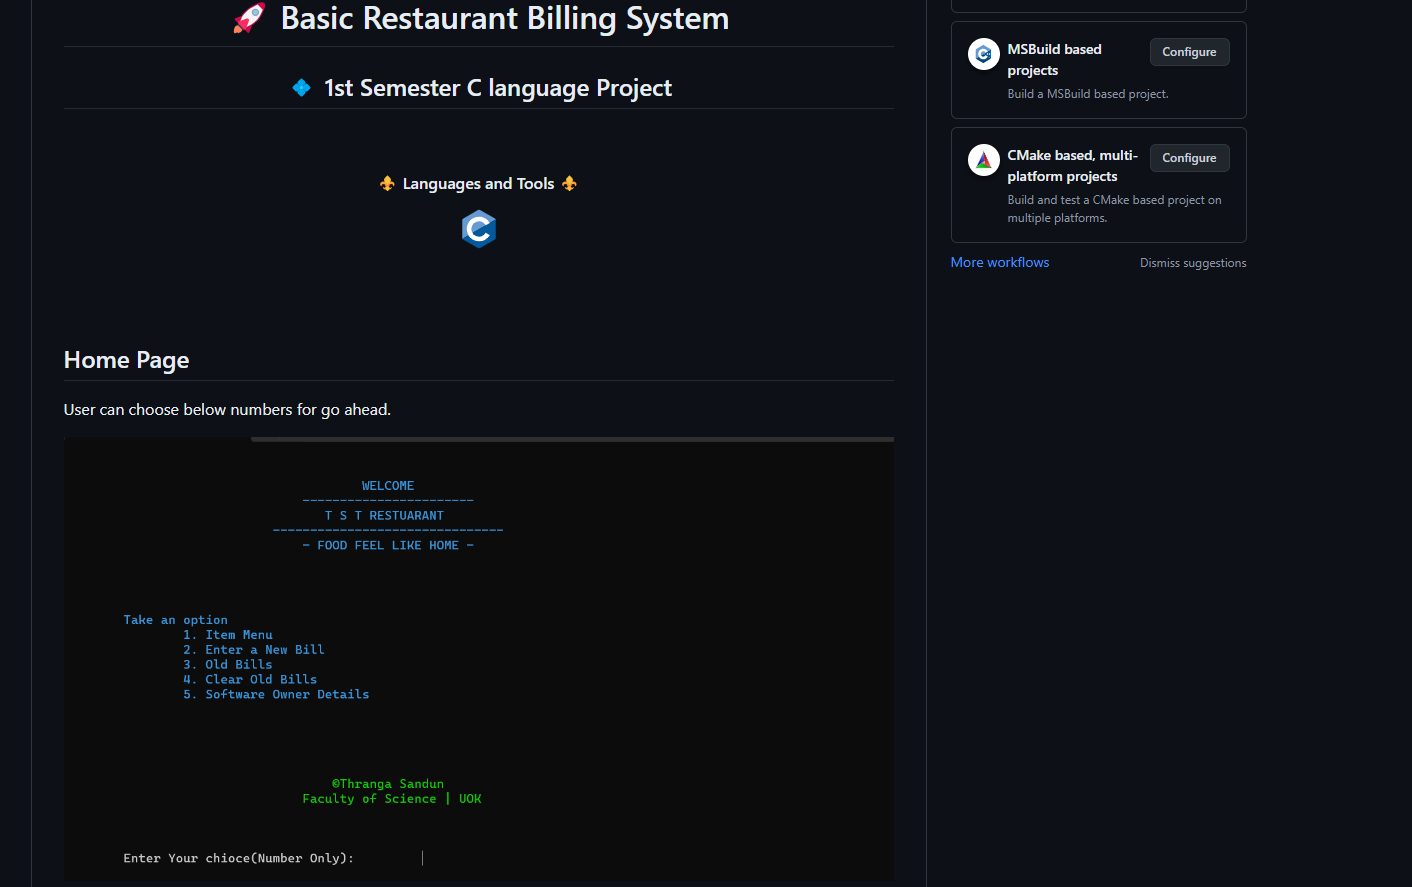 Basic Restaurant Billing System
1st Semester C language Project
Languages and Tools
C
Home Page
User can choose below numbers for go ahead.
WELCOME
-----------------------
T S T RESTUARANT
-------------------------------
- FOOD FEEL LIKE HOME -
Take an option
1. Item Menu
2. Enter a New Bill
3. Old Bills
4. Clear Old Bills
5. Software Owner Details
©Thranga Sandun
Faculty of Science | UOK
Enter Your chioce(Number Only):
MSBuild based
projects
Configure
Build a MSBuild based project.
CMake based, multi-
platform projects
Configure
Build and test a CMake based project on
multiple platforms.
More workflows
Dismiss suggestions